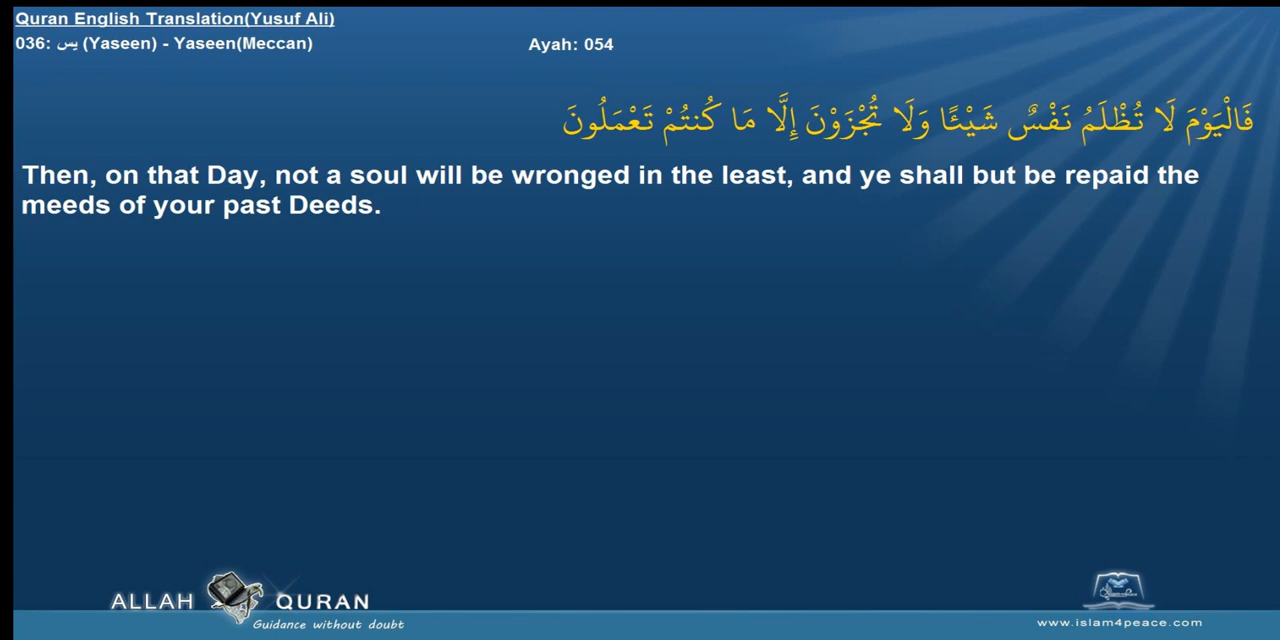 Quran English Translation(Yusuf Ali)
036: يس (Yaseen) - Yaseen(Meccan) Ayah: 054
فَالْيَوْمَ لَا تُظْلَمُ نَفْسٌ شَيْئًا وَلَا تُجْزَوْنَ إِلَّا مَا كُنتُمْ تَعْمَلُونَ
Then, on that Day, not a soul will be wronged in the least, and ye shall but be repaid the
meeds of your past Deeds.
ALLAH QURAN
Guidance without doubt
www.islam4peace.com